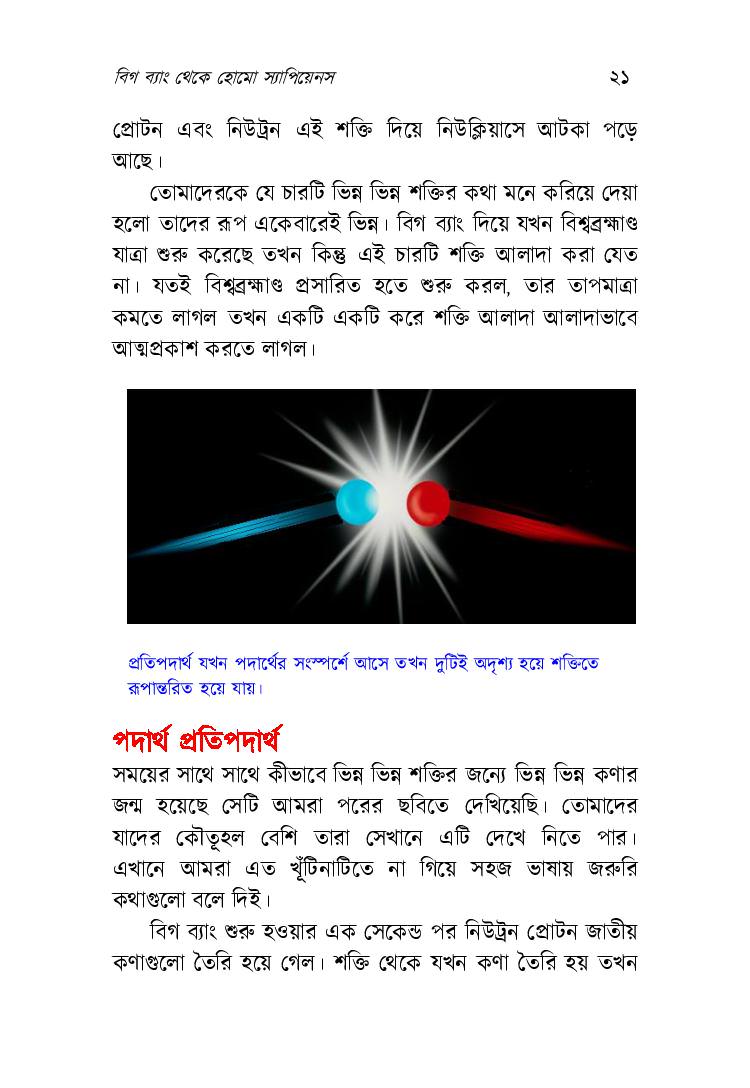 বিগ ব্যাং থেকে হোমো স্যাপিয়েনস ২১
প্রোটন এবং নিউট্রন এই শক্তি দিয়ে নিউক্লিয়াসে আটকা পড়ে
আছে।
তোমাদেরকে যে চারটি ভিন্ন ভিন্ন শক্তির কথা মনে করিয়ে দেয়া
হলো তাদের রূপ একেবারেই ভিন্ন। বিগ ব্যাং দিয়ে যখন বিশ্বব্রহ্মাণ্ড
যাত্রা শুরু করেছে তখন কিন্তু এই চারটি শক্তি আলাদা করা যেত
না। যতই বিশ্বব্রহ্মাণ্ড প্রসারিত হতে শুরু করল, তার তাপমাত্রা
কমতে লাগল তখন একটি একটি করে শক্তি আলাদা আলাদাভাবে
আত্মপ্রকাশ করতে লাগল।
প্রতিপদার্থ যখন পদার্থের সংস্পর্শে আসে তখন দুটিই অদৃশ্য হয়ে শক্তিতে
রূপান্তরিত হয়ে যায়।
পদার্থ প্রতিপদার্থ
সময়ের সাথে সাথে কীভাবে ভিন্ন ভিন্ন শক্তির জন্যে ভিন্ন ভিন্ন কণার
জন্ম হয়েছে সেটি আমরা পরের ছবিতে দেখিয়েছি। তোমাদের
যাদের কৌতূহল বেশি তারা সেখানে এটি দেখে নিতে পার।
এখানে আমরা এত খুঁটিনাটিতে না গিয়ে সহজ ভাষায় জরুরি
কথাগুলো বলে দিই।
বিগ ব্যাং শুরু হওয়ার এক সেকেন্ড পর নিউট্রন প্রোটন জাতীয়
কণাগুলো তৈরি হয়ে গেল। শক্তি থেকে যখন কণা তৈরি হয় তখন